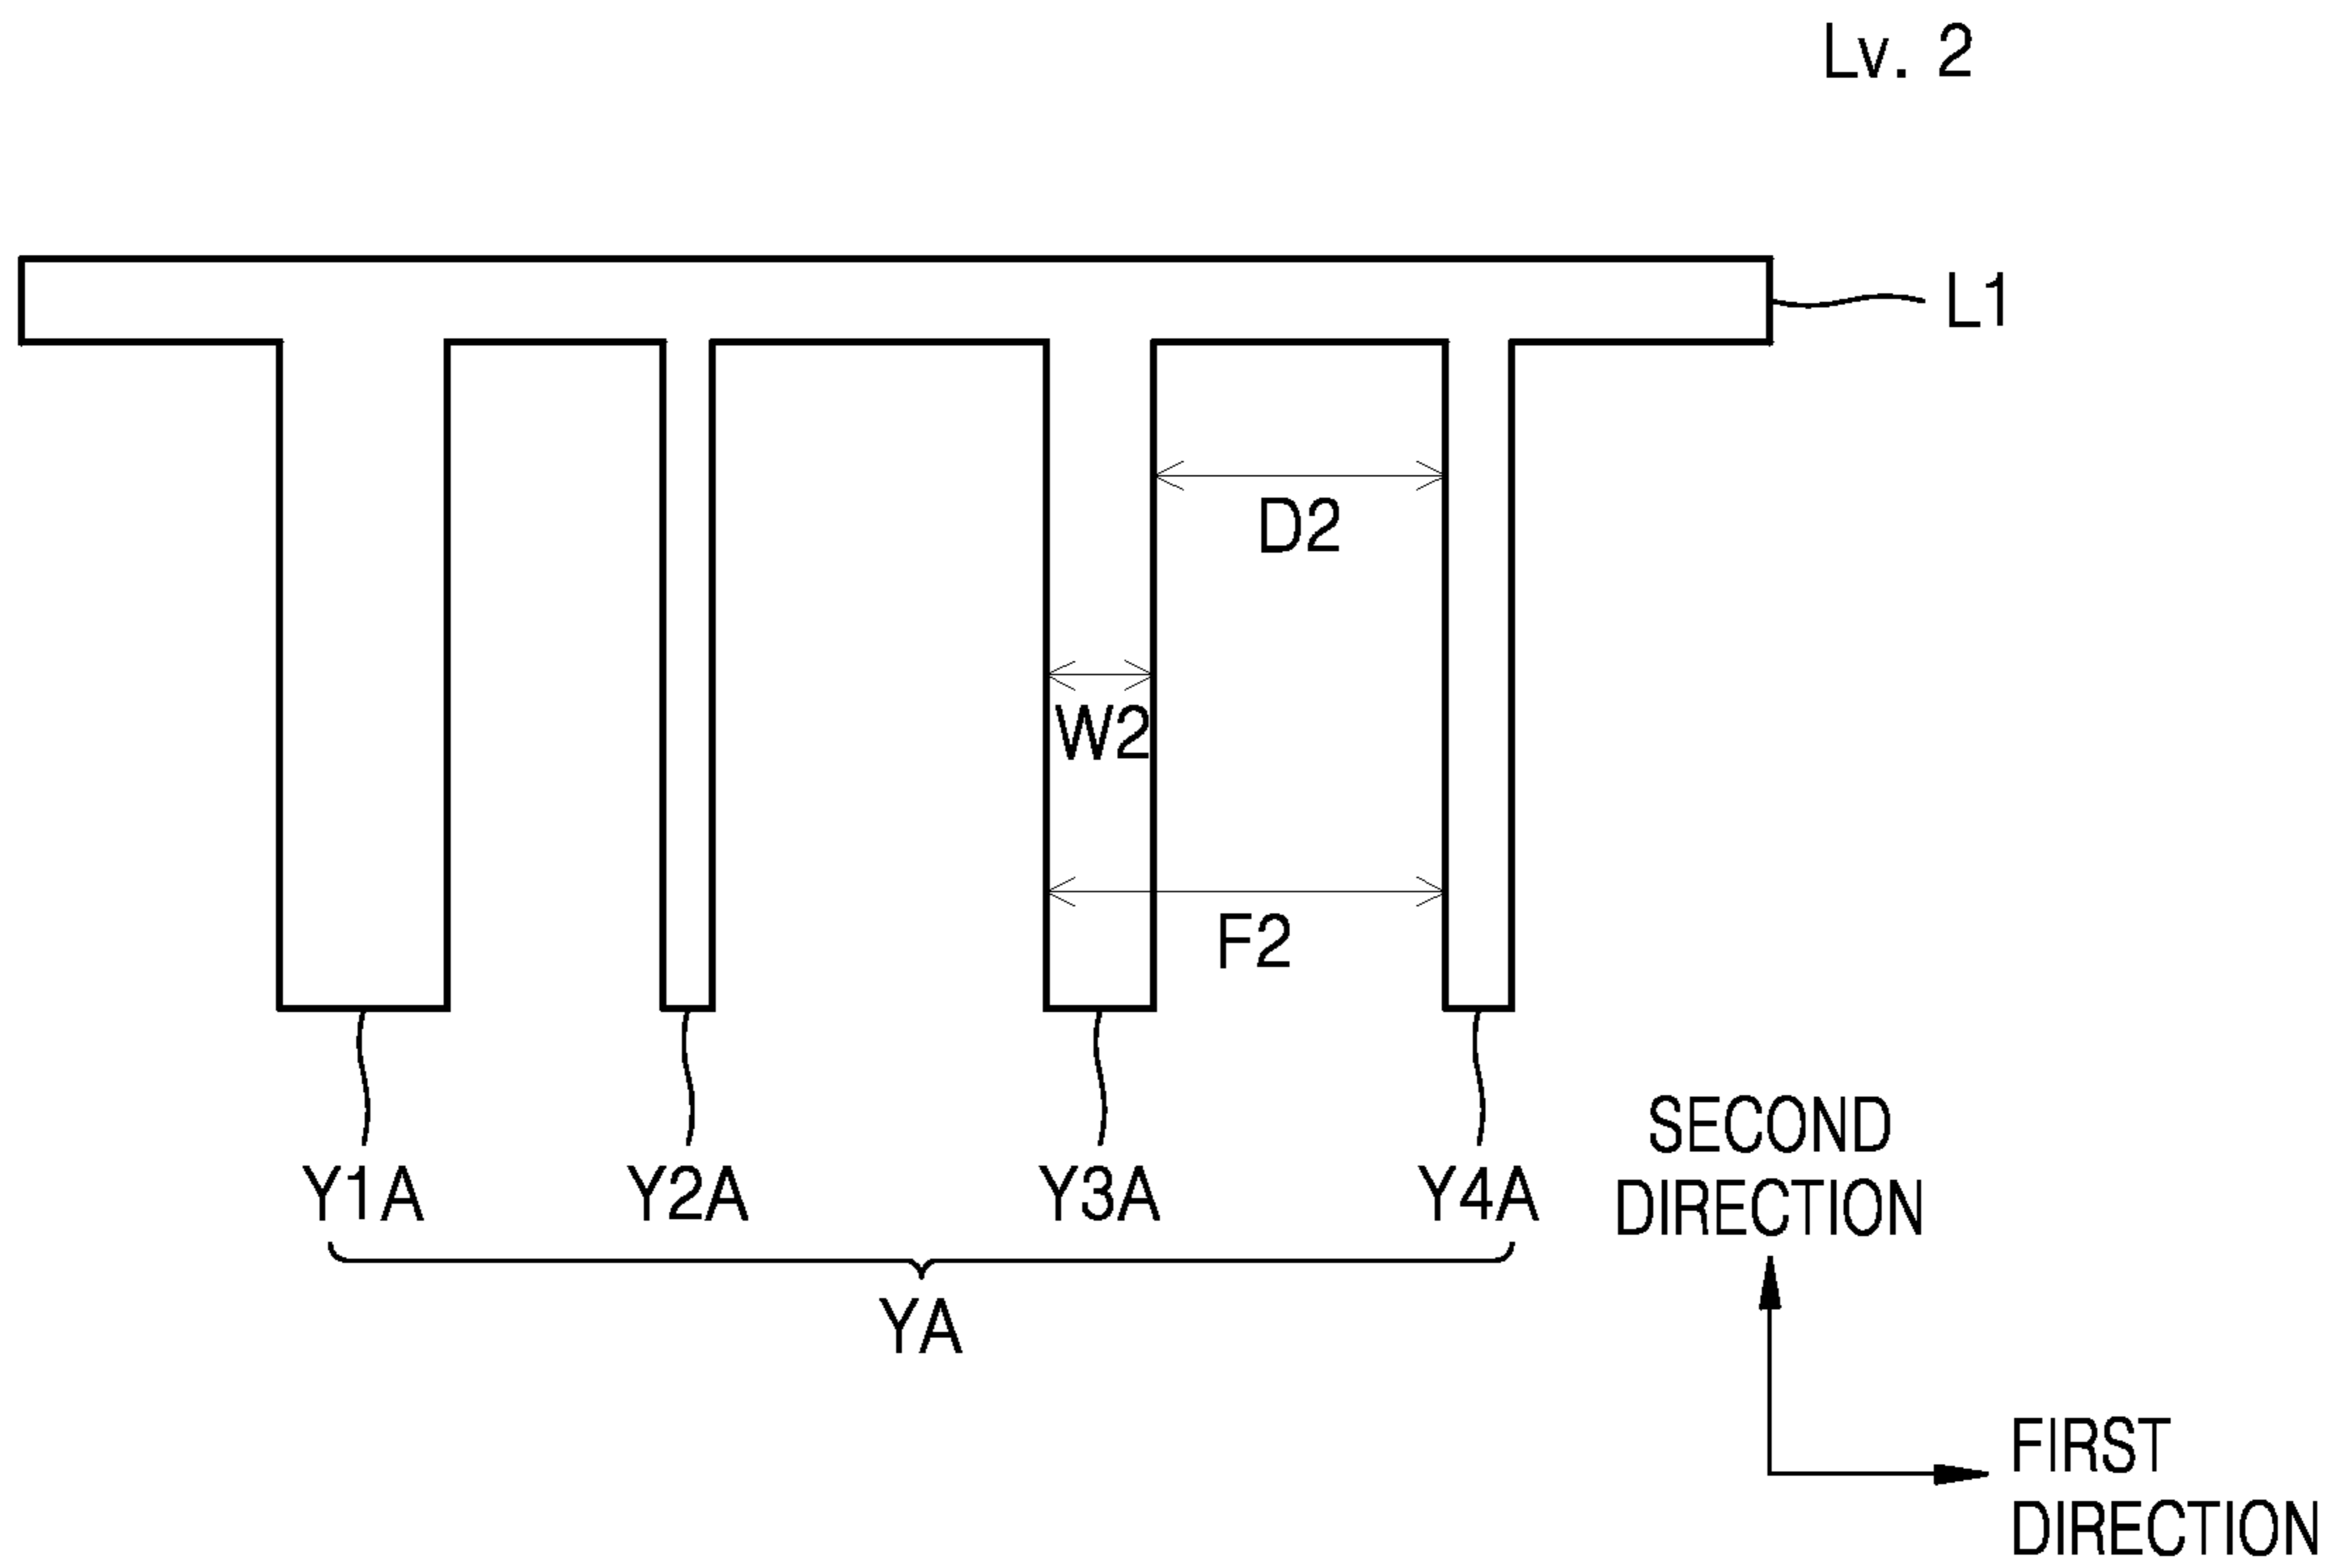 Lv. 2
L1
D2
W2
F2
Y1A Y2A Y3A Y4A
YA
SECOND
DIRECTION
FIRST
DIRECTION